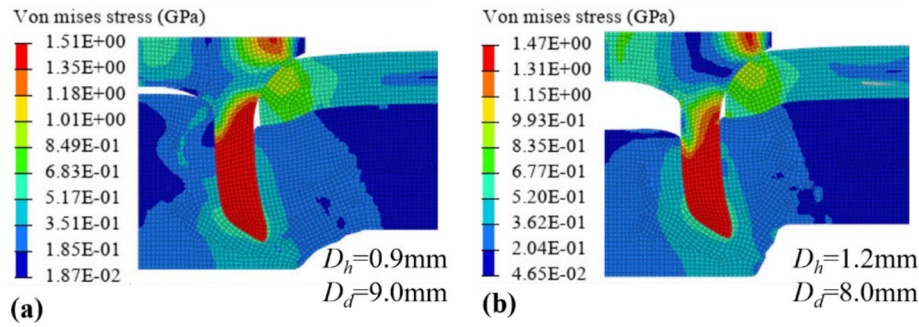 Von mises stress (GPa)
1.51E+00
1.35E+00
1.18E+00
1.01E+00
8.49E-01
6.83E-01
5.17E-01
3.51E-01
1.85E-01
1.87E-02
D_h=0.9mm
D_d=9.0mm
(a)
Von mises stress (GPa)
1.47E+00
1.31E+00
1.15E+00
9.93E-01
8.35E-01
6.77E-01
5.20E-01
3.62E-01
2.04E-01
4.65E-02
D_h=1.2mm
D_d=8.0mm
(b)